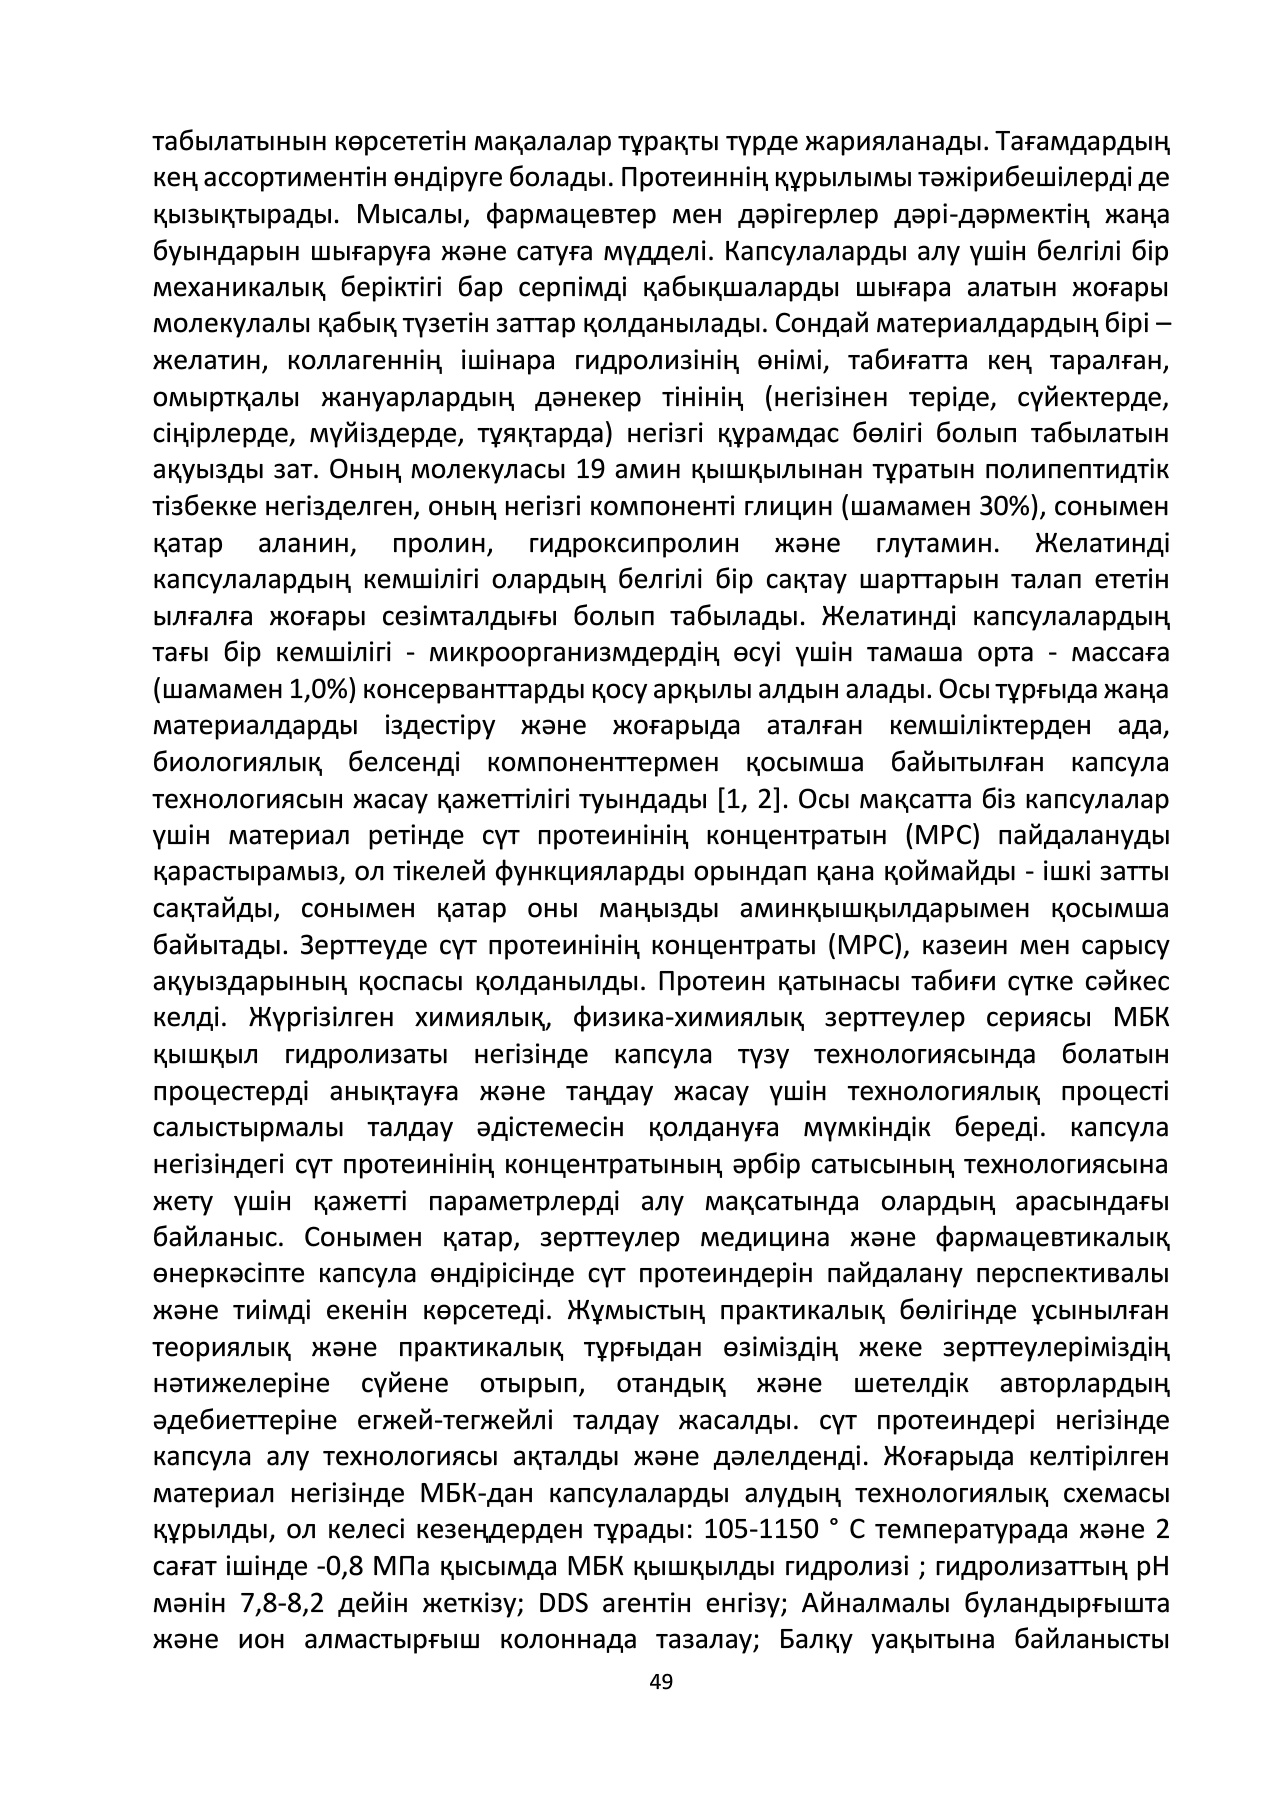 табылатынын көрсететін мақалалар тұрақты түрде жарияланады. Тағамдардың
кең ассортиментін өндіруге болады. Протеиннің құрылымы тәжірибешілерді де
қызықтырады. Мысалы, фармацевтер мен дәрігерлер дәрі-дәрмектің жаңа
буындарын шығаруға және сатуға мүдделі. Капсулаларды алу үшін белгілі бір
механикалық беріктігі бар серпімді қабықшаларды шығара алатын жоғары
молекулалы қабық түзетін заттар қолданылады. Сондай материалдардың бірі –
желатин, коллагеннің ішінара гидролизінің өнімі, табиғатта кең таралған,
омыртқалы жануарлардың дәнекер тінінің (негізінен теріде, сүйектерде,
сіңірлерде, мүйіздерде, тұяқтарда) негізгі құрамдас бөлігі болып табылатын
ақуызды зат. Оның молекуласы 19 амин қышқылынан тұратын полипептидтік
тізбекке негізделген, оның негізгі компоненті глицин (шамамен 30%), сонымен
қатар аланин, пролин, гидроксипролин және глутамин. Желатинді
капсулалардың кемшілігі олардың белгілі бір сақтау шарттарын талап ететін
ылғалға жоғары сезімталдығы болып табылады. Желатинді капсулалардың
тағы бір кемшілігі - микроорганизмдердің өсуі үшін тамаша орта - массаға
(шамамен 1,0%) консерванттарды қосу арқылы алдын алады. Осы тұрғыда жаңа
материалдарды іздестіру және жоғарыда аталған кемшіліктерден ада,
биологиялық белсенді компоненттермен қосымша байытылған капсула
технологиясын жасау қажеттілігі туындады [1, 2]. Осы мақсатта біз капсулалар
үшін материал ретінде сүт протеинінің концентратын (МРС) пайдалануды
қарастырамыз, ол тікелей функцияларды орындап қана қоймайды - ішкі затты
сақтайды, сонымен қатар оны маңызды аминқышқылдарымен қосымша
байытады. Зерттеуде сүт протеинінің концентраты (МРС), казеин мен сарысу
ақуыздарының қоспасы қолданылды. Протеин қатынасы табиғи сүтке сәйкес
келді. Жүргізілген химиялық, физика-химиялық зерттеулер сериясы МБК
қышқыл гидролизаты негізінде капсула түзу технологиясында болатын
процестерді анықтауға және таңдау жасау үшін технологиялық процесті
салыстырмалы талдау әдістемесін қолдануға мүмкіндік береді. капсула
негізіндегі сүт протеинінің концентратының әрбір сатысының технологиясына
жету үшін қажетті параметрлерді алу мақсатында олардың арасындағы
байланыс. Сонымен қатар, зерттеулер медицина және фармацевтикалық
өнеркәсіпте капсула өндірісінде сүт протеиндерін пайдалану перспективалы
және тиімді екенін көрсетеді. Жұмыстың практикалық бөлігінде ұсынылған
теориялық және практикалық тұрғыдан өзіміздің жеке зерттеулеріміздің
нәтижелеріне сүйене отырып, отандық және шетелдік авторлардың
әдебиеттеріне егжей-тегжейлі талдау жасалды. сүт протеиндері негізінде
капсула алу технологиясы ақталды және дәлелденді. Жоғарыда келтірілген
материал негізінде МБК-дан капсулаларды алудың технологиялық схемасы
құрылды, ол келесі кезеңдерден тұрады: 105-1150 ° С температурада және 2
сағат ішінде -0,8 МПа қысымда МБК қышқылды гидролизі ; гидролизаттың рН
мәнін 7,8-8,2 дейін жеткізу; DDS агентін енгізу; Айналмалы буландырғышта
және ион алмастырғыш колоннада тазалау; Балқу уақытына байланысты
49